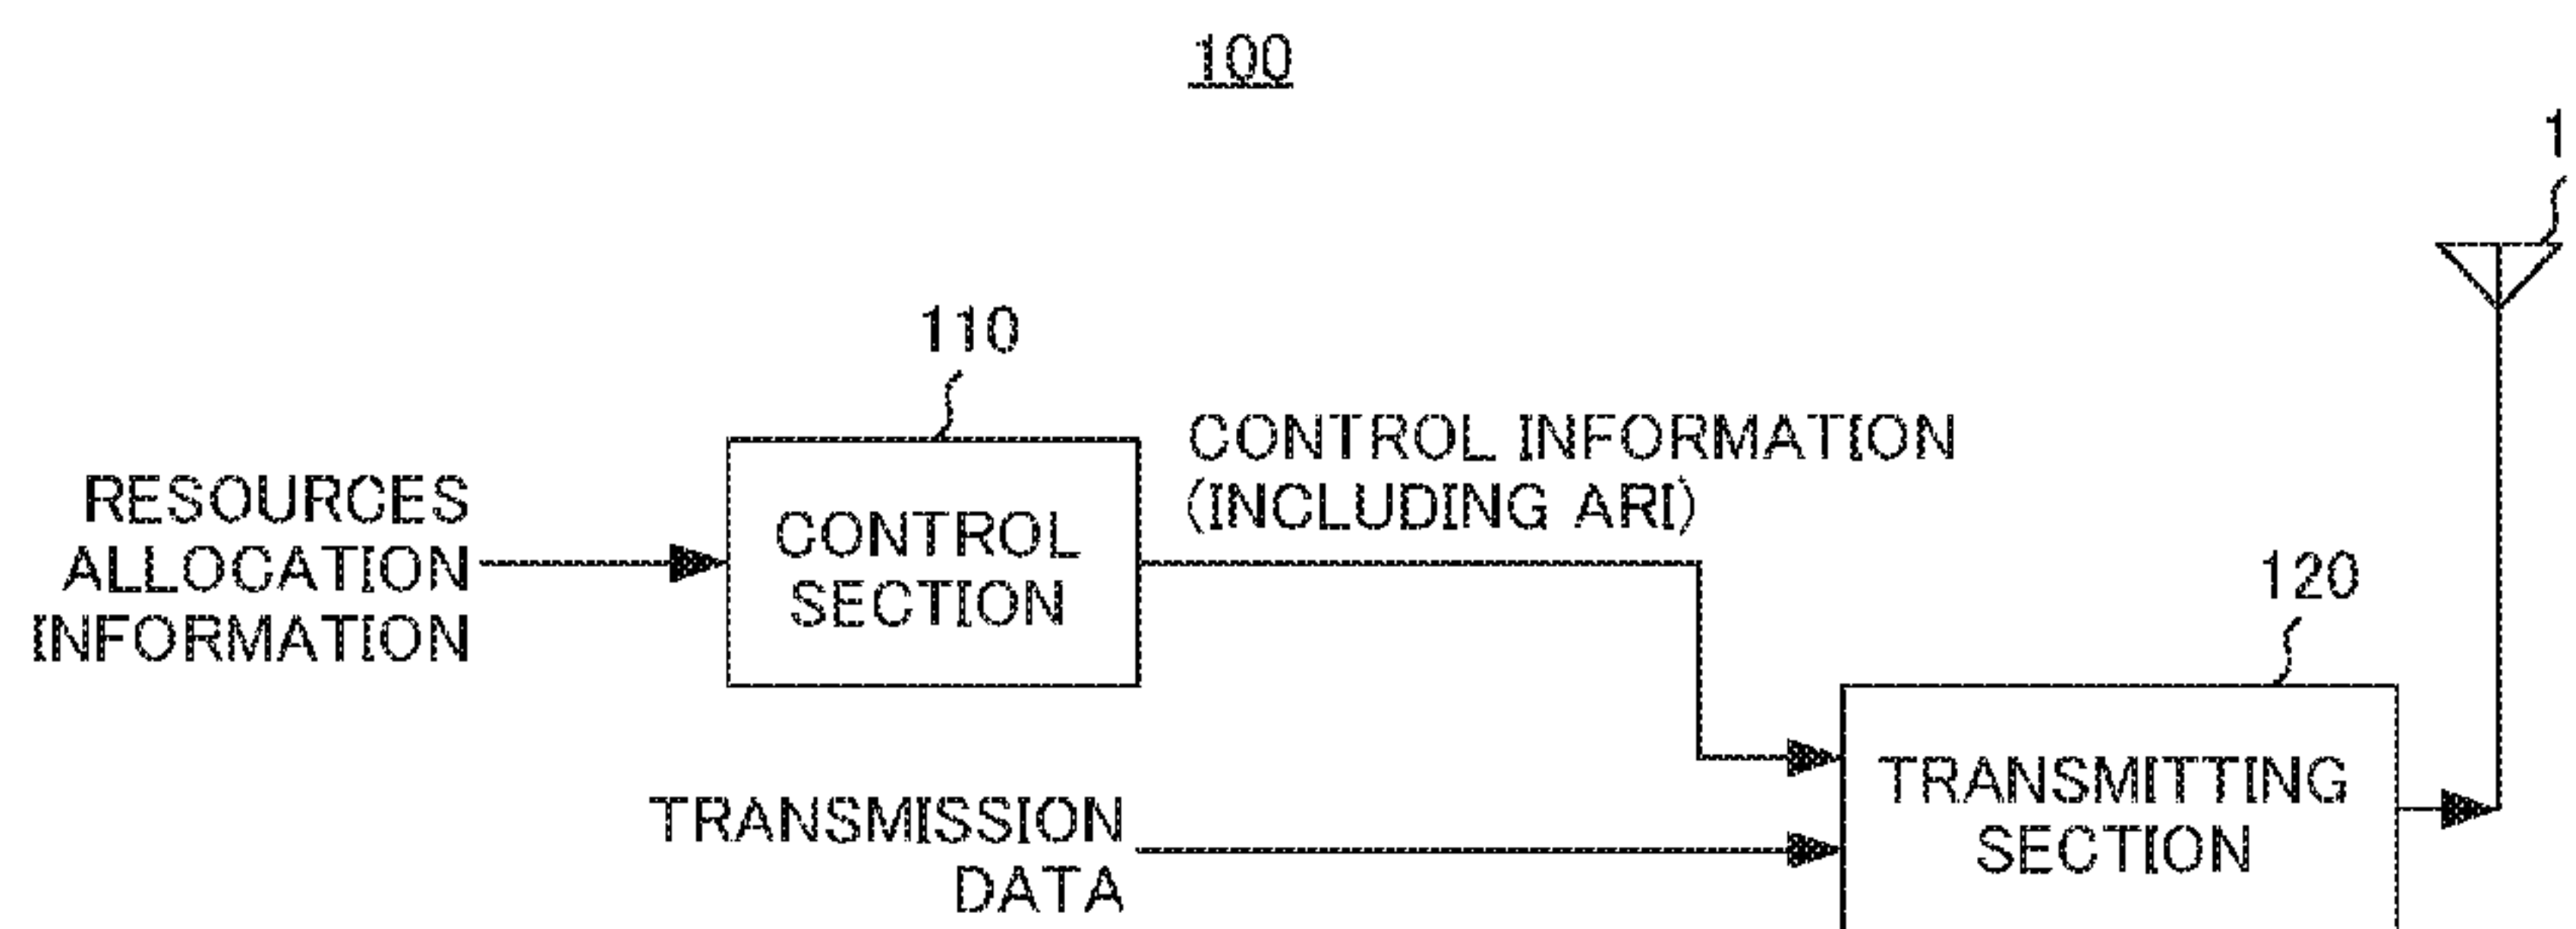 100
1
110
CONTROL INFORMATION
(INCLUDING ARI)
RESOURCES
ALLOCATION
INFORMATION
CONTROL
SECTION
120
TRANSMISSION
DATA
TRANSMITTING
SECTION